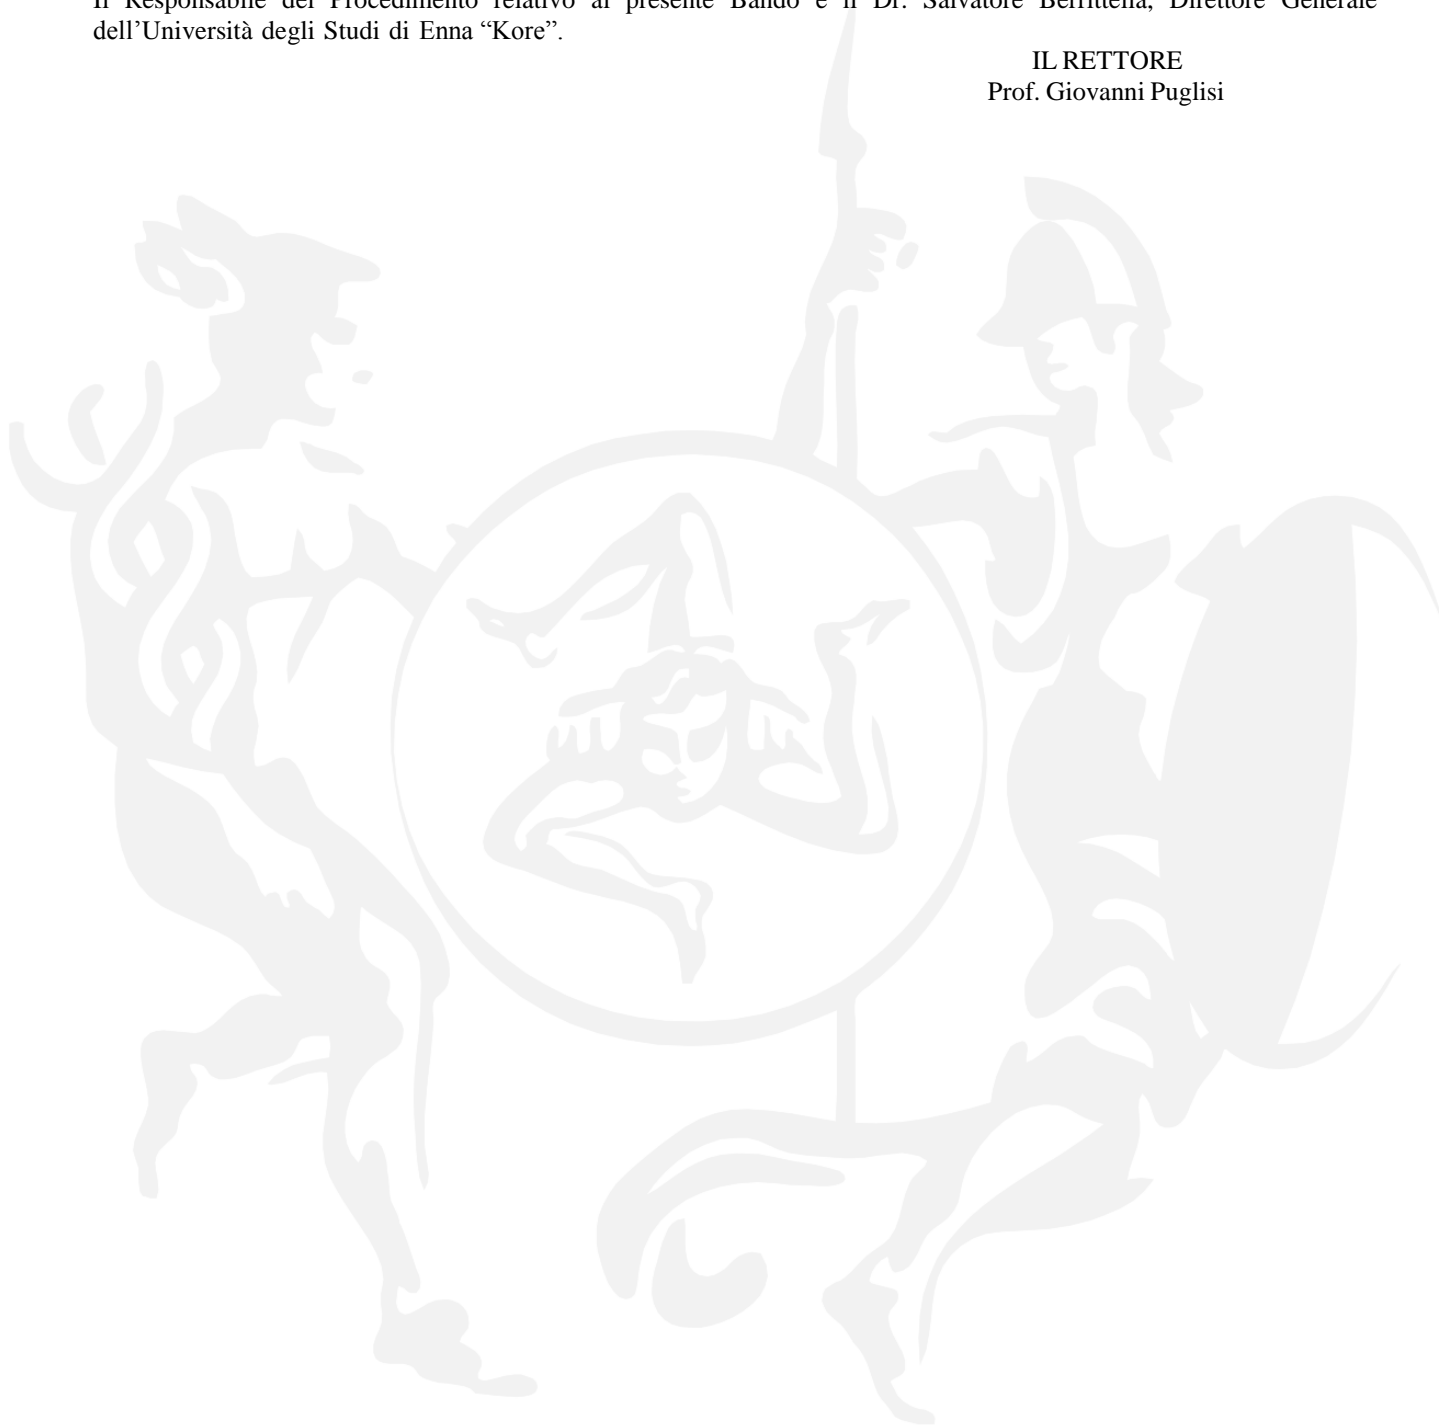 Il Responsabile del Procedimento relativo al presente Bando è il Dr. Salvatore Berrittella, Direttore Generale
dell’Università degli Studi di Enna “Kore”.
IL RETTORE
Prof. Giovanni Puglisi